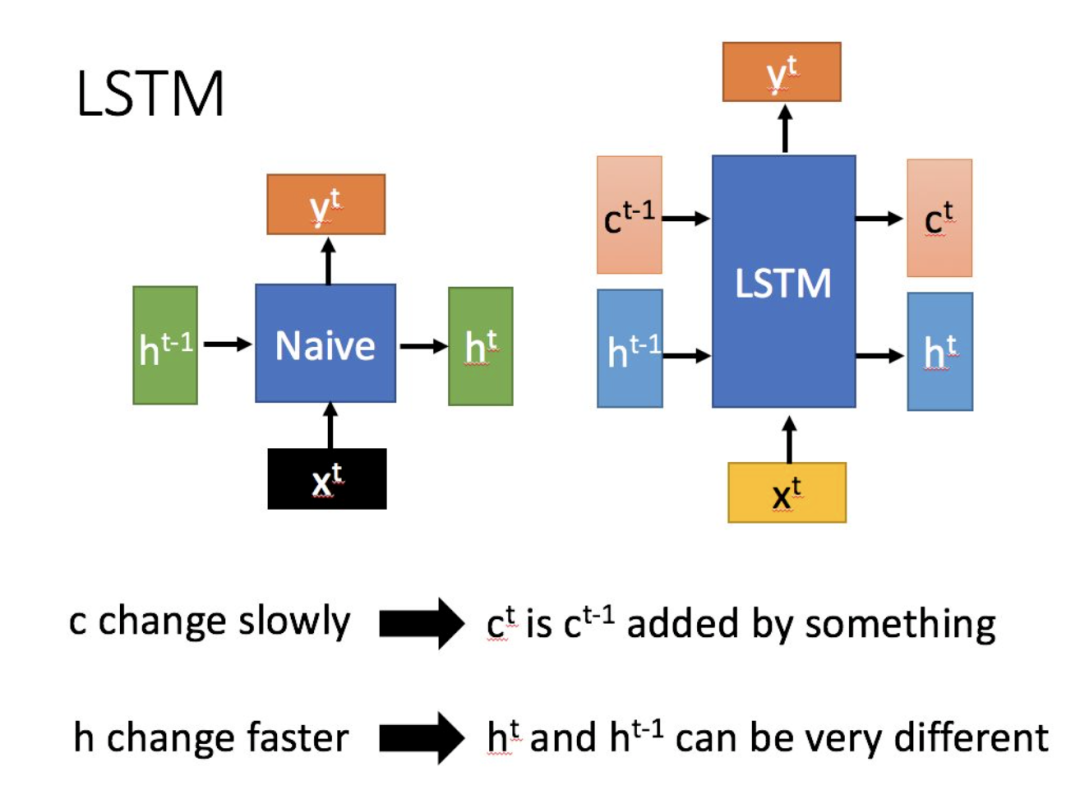 LSTM
yᵗ
hᵗ⁻¹
Naive
hᵗ
xᵗ
yᵗ
cᵗ⁻¹
cᵗ
LSTM
hᵗ⁻¹
hᵗ
xᵗ
c change slowly
cᵗ is cᵗ⁻¹ added by something
h change faster
hᵗ and hᵗ⁻¹ can be very different